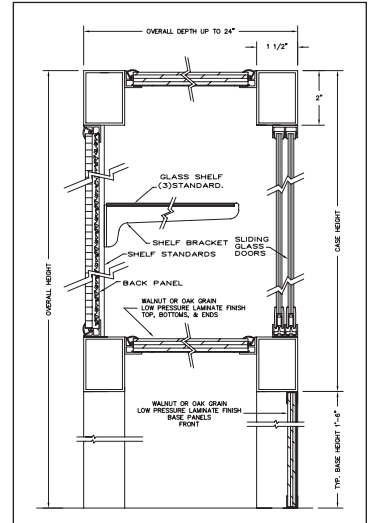 OVERALL DEPTH UP TO 24"
1 1/2"
2"
GLASS SHELF
(3)STANDARD.
SHELF BRACKET
SLIDING
GLASS
DOORS
SHELF STANDARDS
BACK PANEL
WALNUT OR OAK GRAIN
LOW PRESSURE LAMINATE FINISH
TOP, BOTTOMS, & ENDS
OVERALL HEIGHT
CASE HEIGHT
WALNUT OR OAK GRAIN
LOW PRESSURE LAMINATE FINISH
BASE PANELS
FRONT
TYP. BASE HEIGHT 1'-6"